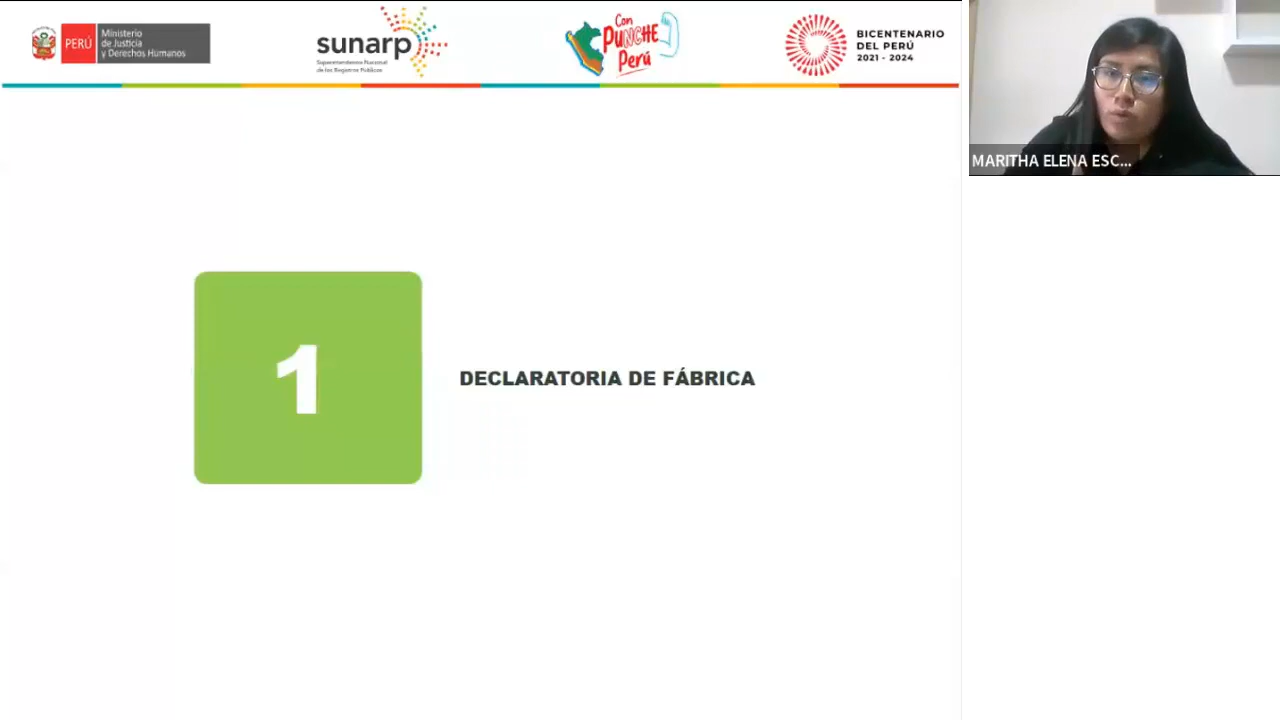 PERÚ
Ministerio
de Justicia
y Derechos Humanos
sunarp
Superintendencia Nacional
de los Registros Públicos
Con
PUNCHE
Perú
BICENTENARIO
DEL PERÚ
2021 - 2024
MARITHA ELENA ESC...
1
DECLARATORIA DE FÁBRICA